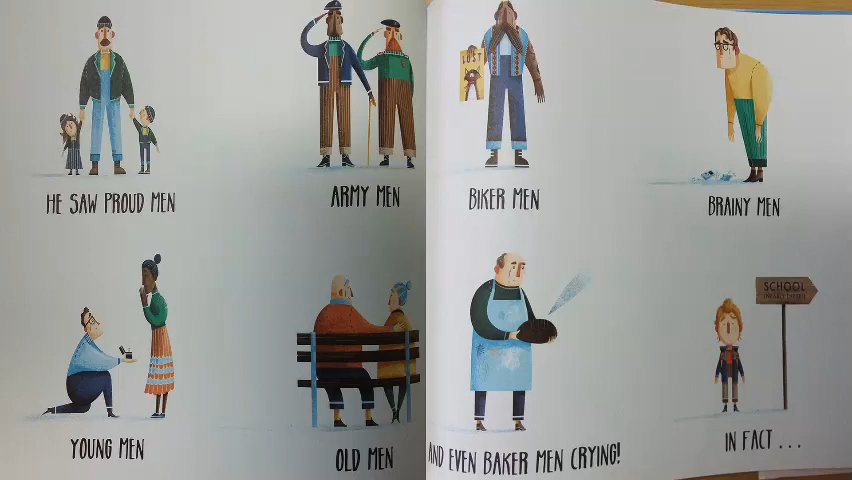 HE SAW PROUD MEN
ARMY MEN
LOST
BIKER MEN
BRAINY MEN
YOUNG MEN
OLD MEN
AND EVEN BAKER MEN CRYING!
SCHOOL
IN FACT . . .